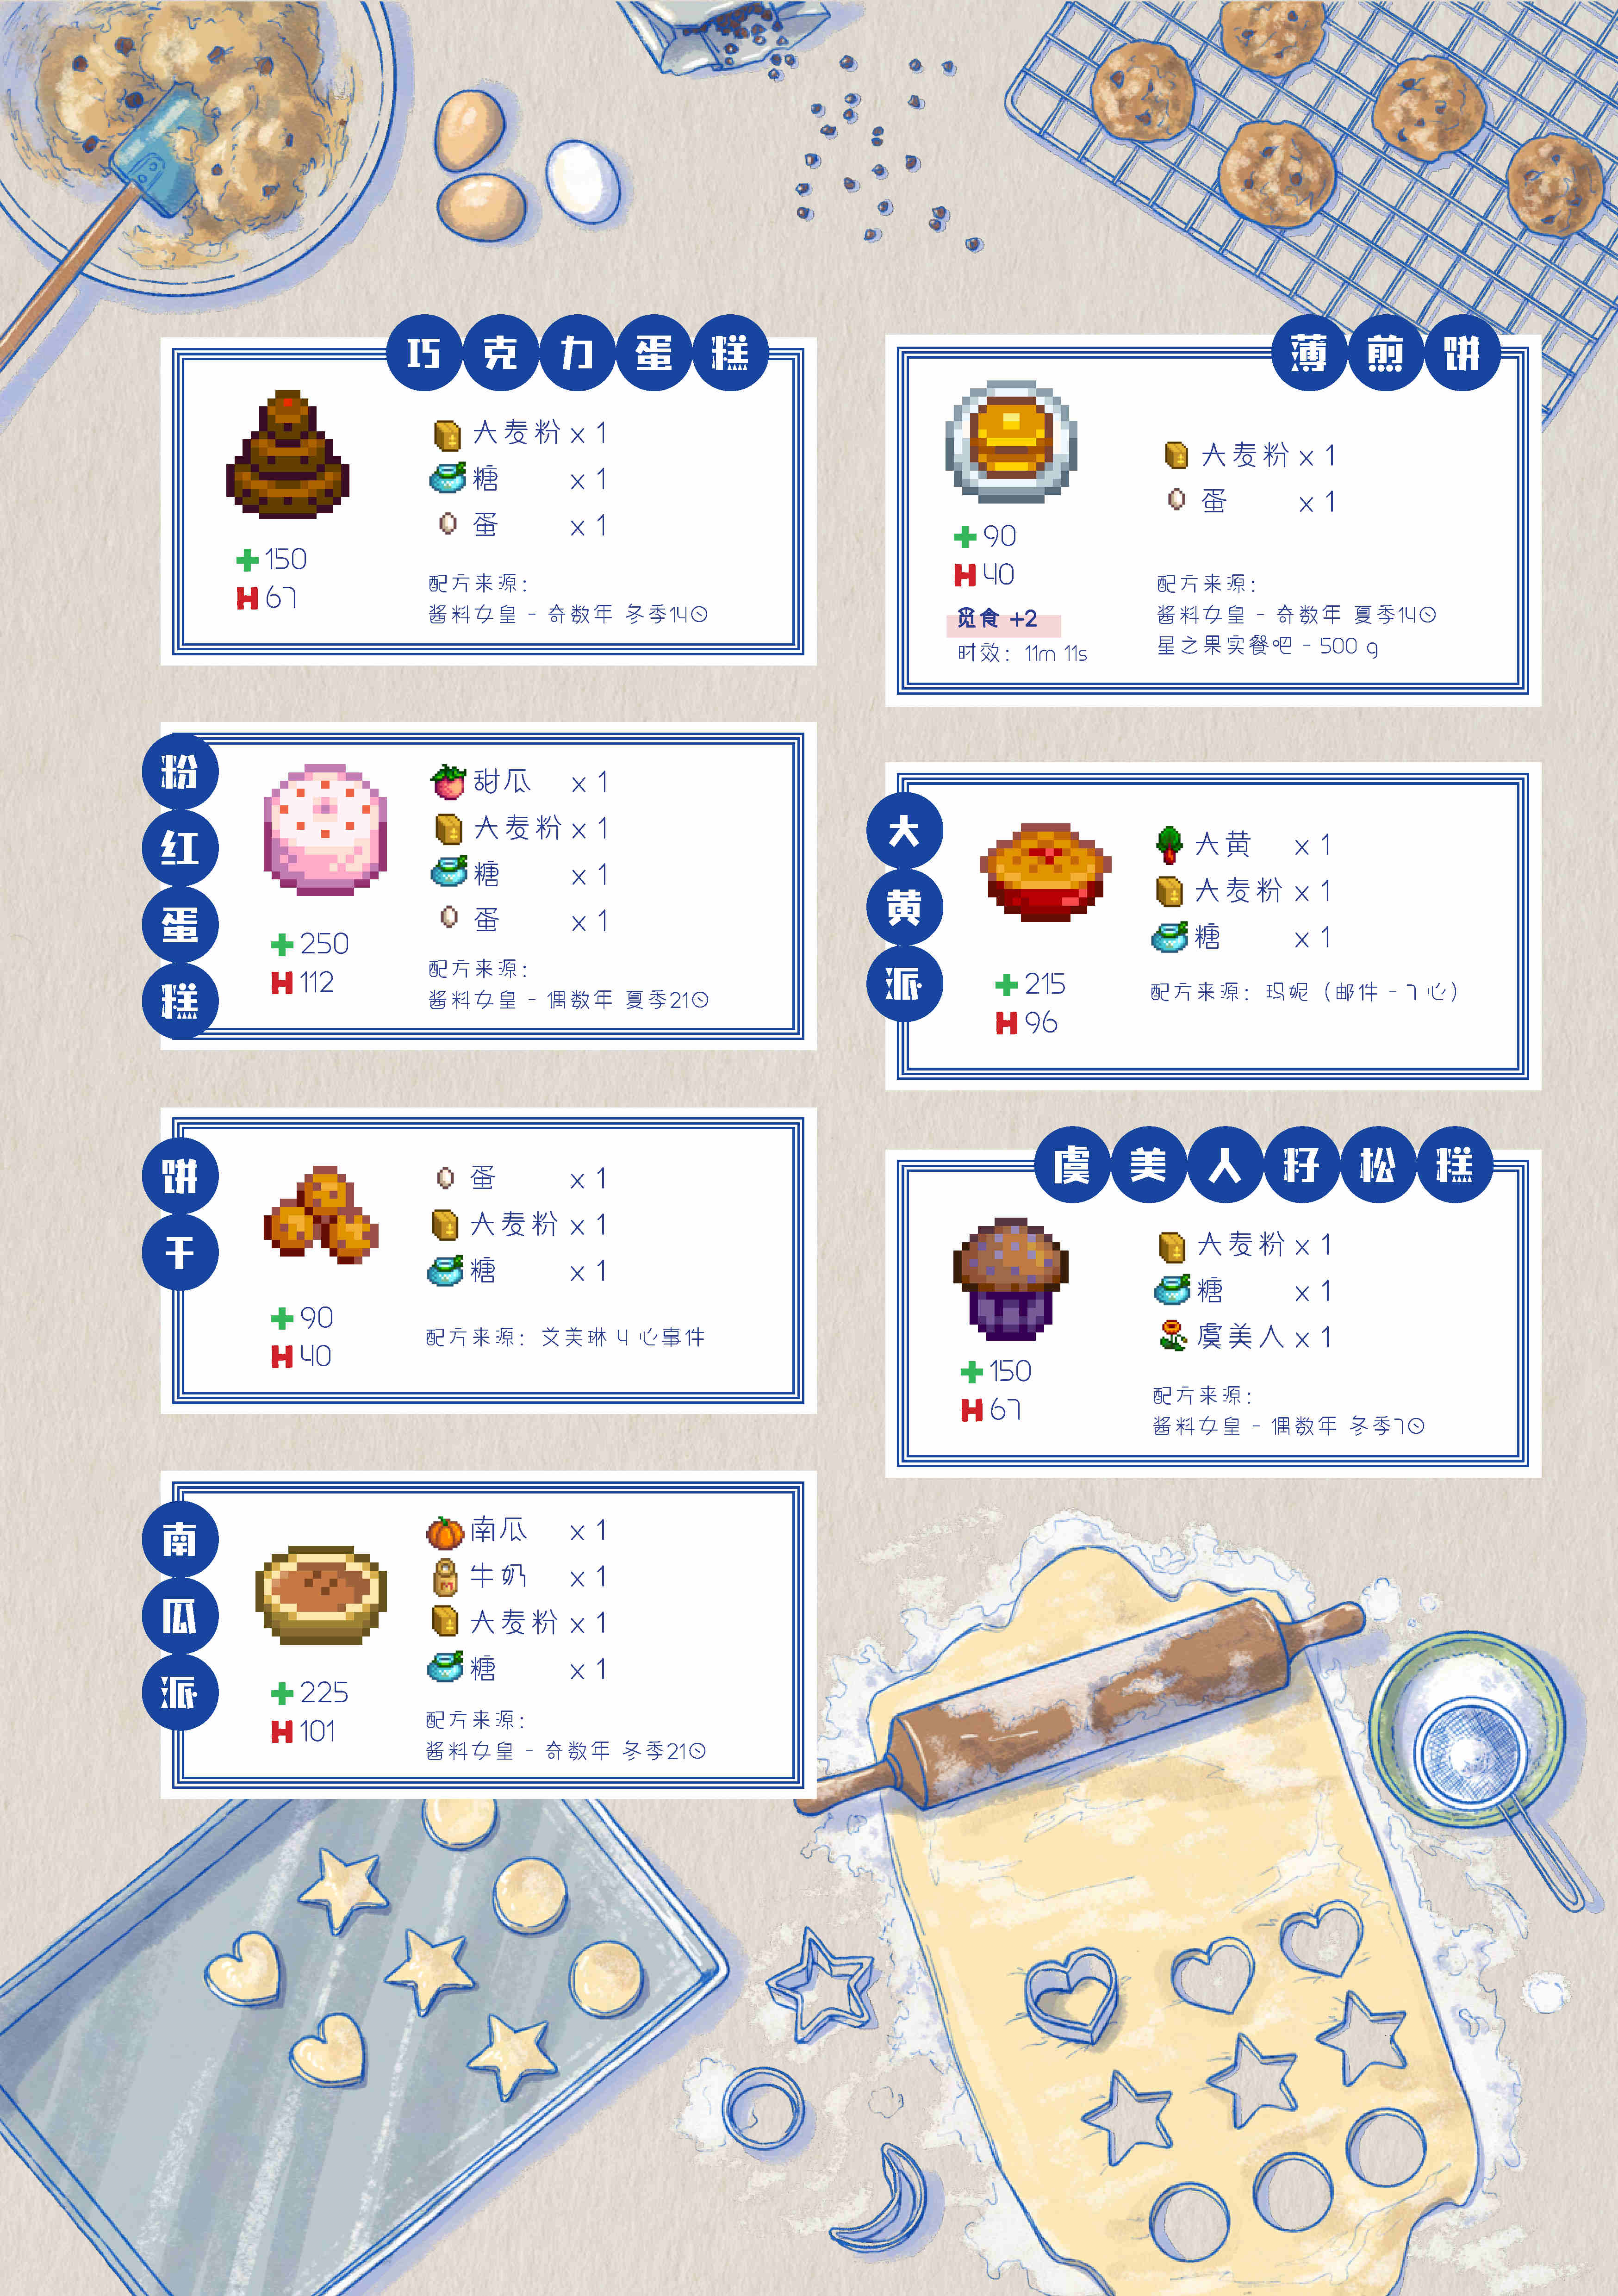 巧克力蛋糕
大麦粉 x 1
糖 x 1
蛋 x 1
+150
H 67
配方来源：
酱料女皇 - 奇数年 冬季14日
薄煎饼
大麦粉 x 1
蛋 x 1
+90
H 40
觅食 +2
时效：11m 11s
配方来源：
酱料女皇 - 奇数年 夏季14日
星之果实餐吧 - 500 g
粉红蛋糕
甜瓜 x 1
大麦粉 x 1
糖 x 1
蛋 x 1
+250
H 112
配方来源：
酱料女皇 - 偶数年 夏季21日
大黄派
大黄 x 1
大麦粉 x 1
糖 x 1
+215
H 96
配方来源：玛妮（邮件 - 7 心）
饼干
蛋 x 1
大麦粉 x 1
糖 x 1
+90
H 40
配方来源：艾芙琳 4 心事件
虞美人籽松糕
大麦粉 x 1
糖 x 1
虞美人 x 1
+150
H 67
配方来源：
酱料女皇 - 偶数年 冬季7日
南瓜派
南瓜 x 1
牛奶 x 1
大麦粉 x 1
糖 x 1
+225
H 101
配方来源：
酱料女皇 - 奇数年 冬季21日